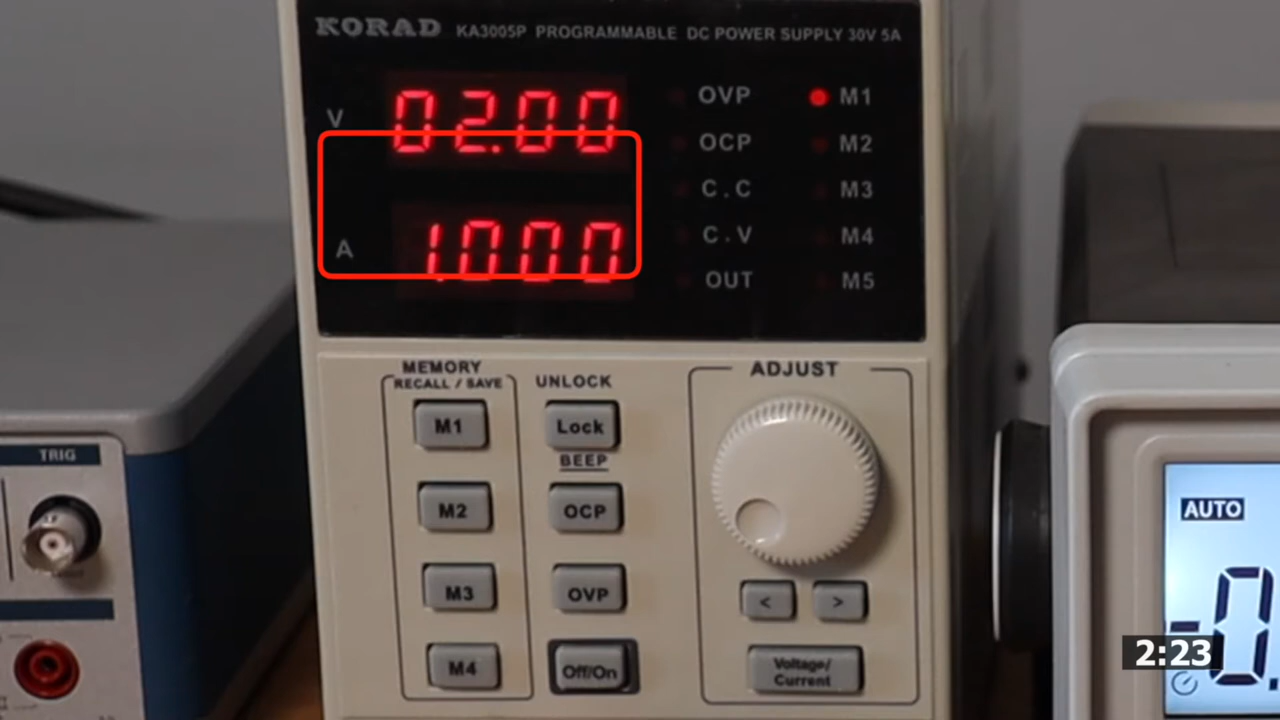 KORAD KA3005P PROGRAMMABLE DC POWER SUPPLY 30V 5A
V 02.00
A 1.000
OVP M1
OCP M2
C.C M3
C.V M4
OUT M5
MEMORY
RECALL / SAVE
UNLOCK
ADJUST
M1 Lock
BEEP
M2 OCP
M3 OVP
< >
M4 Off/On
Voltage/
Current
TRIG
AUTO
-0.
2:23